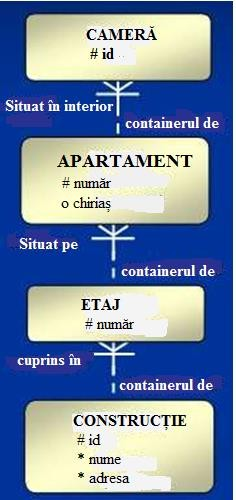 CAMERĂ
# id
Situat în interior
containerul de
APARTAMENT
# număr
o chiriaș
Situat pe
containerul de
ETAJ
# număr
cuprins în
containerul de
CONSTRUCȚIE
# id
* nume
* adresa